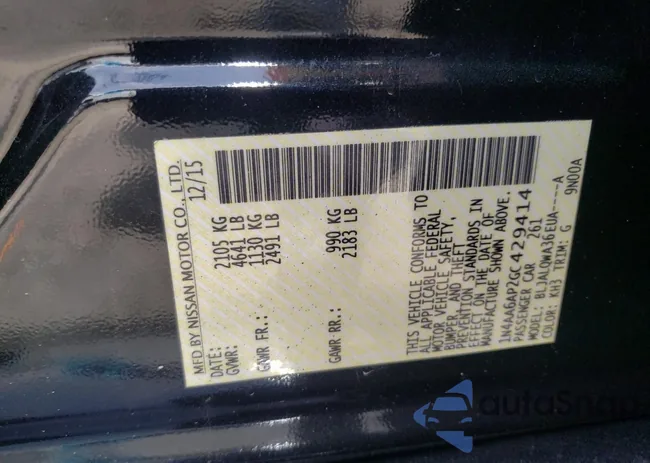 MFD BY NISSAN MOTOR CO., LTD.
12/15
GVWR: 2105 KG
4641 LB
GAWR FR.: 1130 KG
2491 LB
GAWR RR.: 990 KG
2183 LB
THIS VEHICLE CONFORMS TO
ALL APPLICABLE FEDERAL
MOTOR VEHICLE SAFETY,
BUMPER, AND THEFT
PREVENTION STANDARDS IN
EFFECT ON THE DATE OF
MANUFACTURE SHOWN ABOVE.
1N4AA6AP2GC429414
PASSENGER CAR Z61
MODEL: BLJALQWA36EUA----A
COLOR: KH3 TRIM: G 9N00A
autoSnap